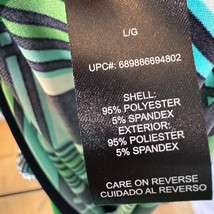 L/G
UPC#: 689886694802
SHELL:
95% POLYESTER
5% SPANDEX
EXTERIOR:
95% POLIESTER
5% SPANDEX
CARE ON REVERSE
CUIDADO AL REVERSO